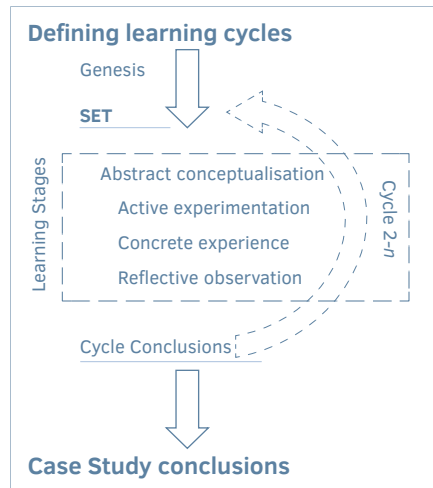 Defining learning cycles
Genesis
SET
Learning Stages
Abstract conceptualisation
Active experimentation
Concrete experience
Reflective observation
Cycle 2-n
Cycle Conclusions
Case Study conclusions